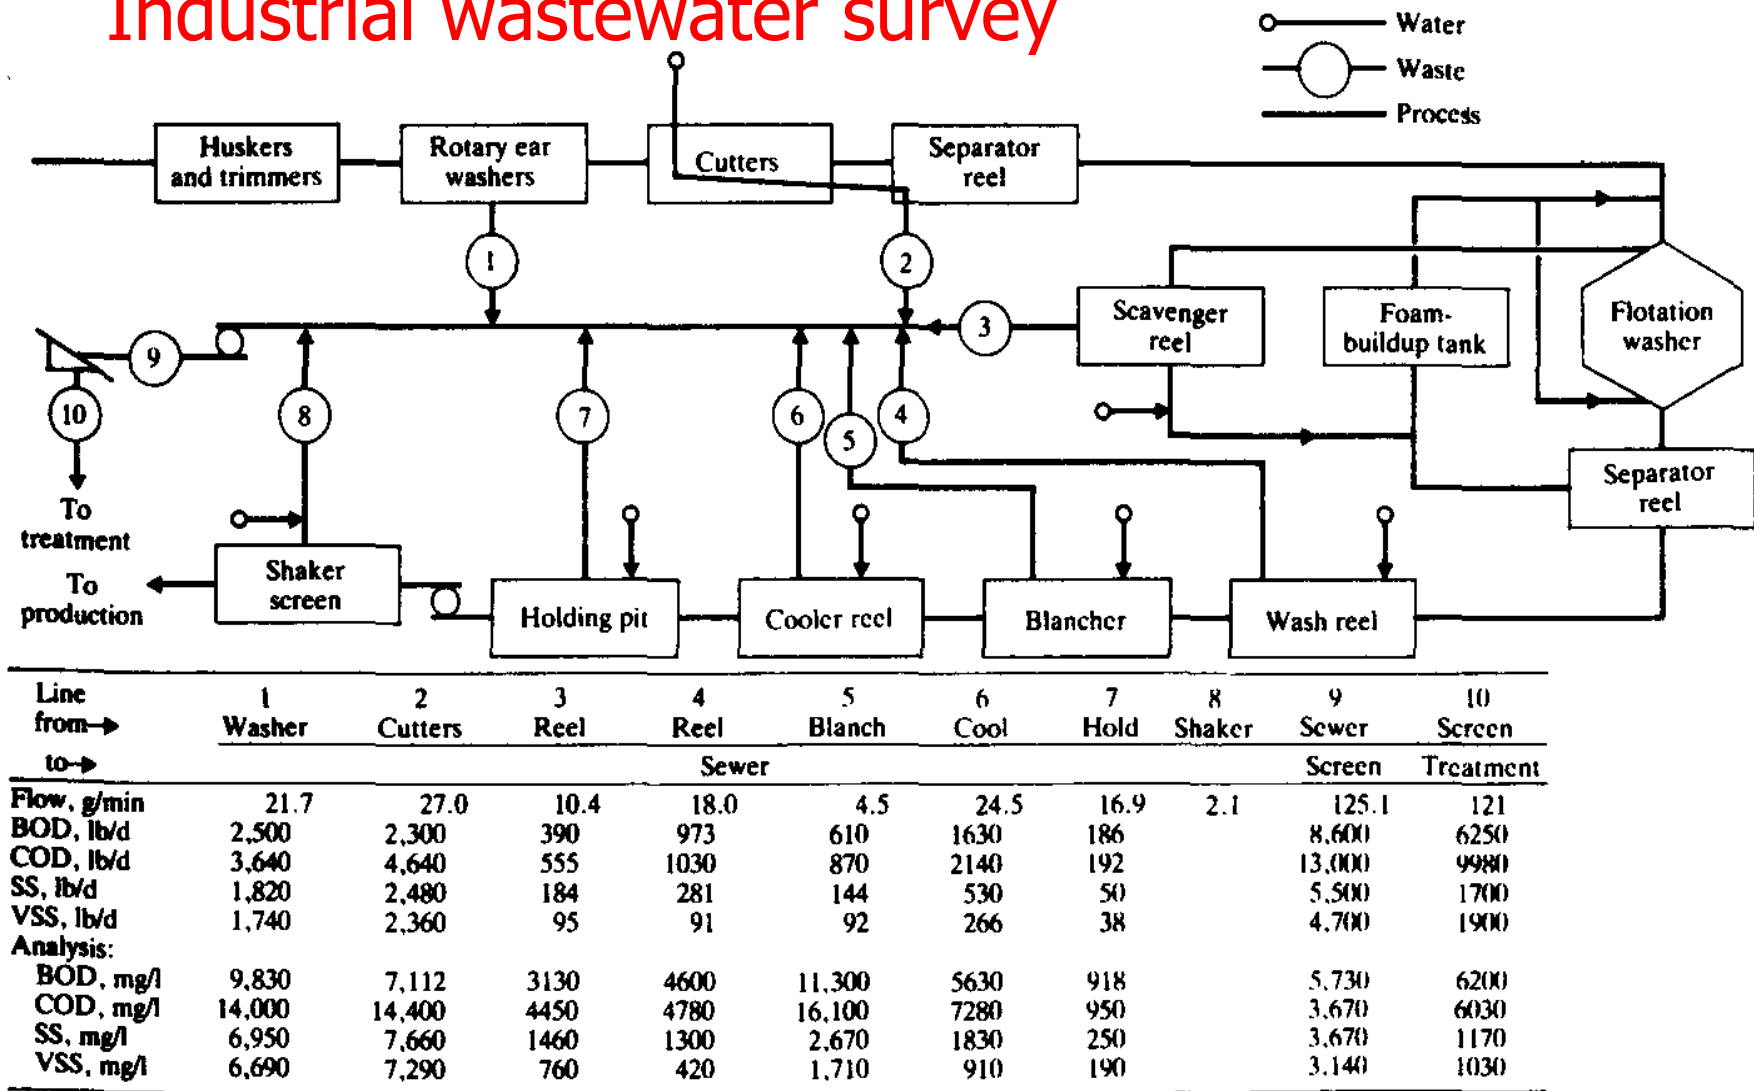 Industrial wastewater survey
Water
Waste
Process
Huskers
and trimmers
Rotary ear
washers
Cutters
Separator
reel
1
2
3
Scavenger
reel
Foam-
buildup tank
Flotation
washer
9
10
8
7
6
5
4
Separator
reel
To
treatment
To
production
Shaker
screen
Holding pit
Cooler reel
Blancher
Wash reel
Line 1 2 3 4 5 6 7 8 9 10
from Washer Cutters Reel Reel Blanch Cool Hold Shaker Sewer Screen
to Sewer Screen Treatment
Flow, g/min 21.7 27.0 10.4 18.0 4.5 24.5 16.9 2.1 125.1 121
BOD, lb/d 2,500 2,300 390 973 610 1630 186 8,600 6250
COD, lb/d 3,640 4,640 555 1030 870 2140 192 13,000 9980
SS, lb/d 1,820 2,480 184 281 144 530 50 5,500 1700
VSS, lb/d 1,740 2,360 95 91 92 266 38 4,700 1900
Analysis:
BOD, mg/l 9,830 7,112 3130 4600 11,300 5630 918 5,730 6200
COD, mg/l 14,000 14,400 4450 4780 16,100 7280 950 3,670 6030
SS, mg/l 6,950 7,660 1460 1300 2,670 1830 250 3,670 1170
VSS, mg/l 6,690 7,290 760 420 1,710 910 190 3.140 1030